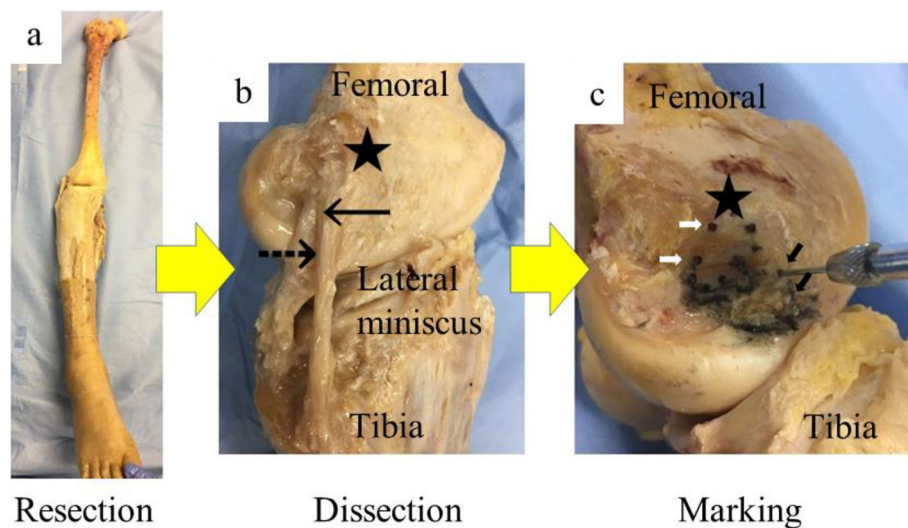 a
b
c
Femoral
Femoral
Lateral
miniscus
Tibia
Tibia
Resection
Dissection
Marking